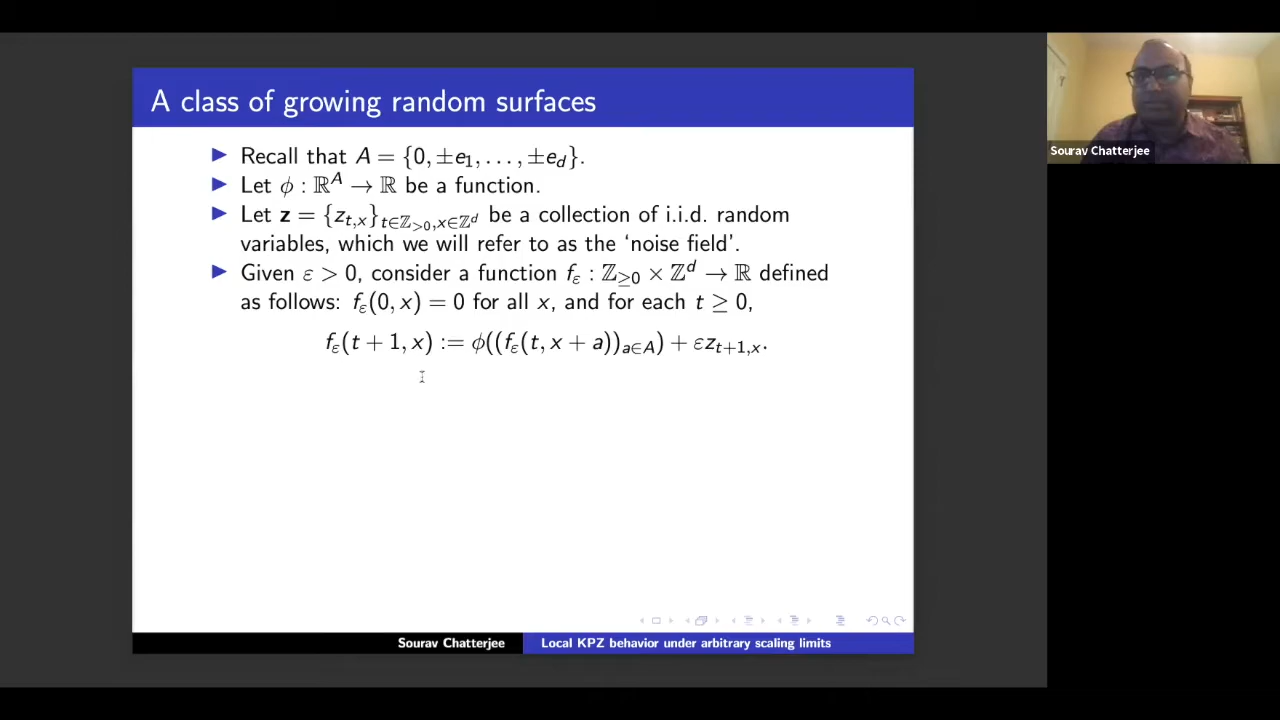 A class of growing random surfaces
Recall that A = {0, ±e₁, . . . , ±e_d}.
Let ϕ : ℝ^A → ℝ be a function.
Let z = {z_{t,x}}_{t∈ℤ_{>0},x∈ℤ^d} be a collection of i.i.d. random
variables, which we will refer to as the ‘noise field’.
Given ε > 0, consider a function f_ε : ℤ_{≥0} × ℤ^d → ℝ defined
as follows: f_ε(0, x) = 0 for all x, and for each t ≥ 0,
f_ε(t + 1, x) := ϕ((f_ε(t, x + a))_{a∈A}) + εz_{t+1,x}.
Sourav Chatterjee
Local KPZ behavior under arbitrary scaling limits
Sourav Chatterjee